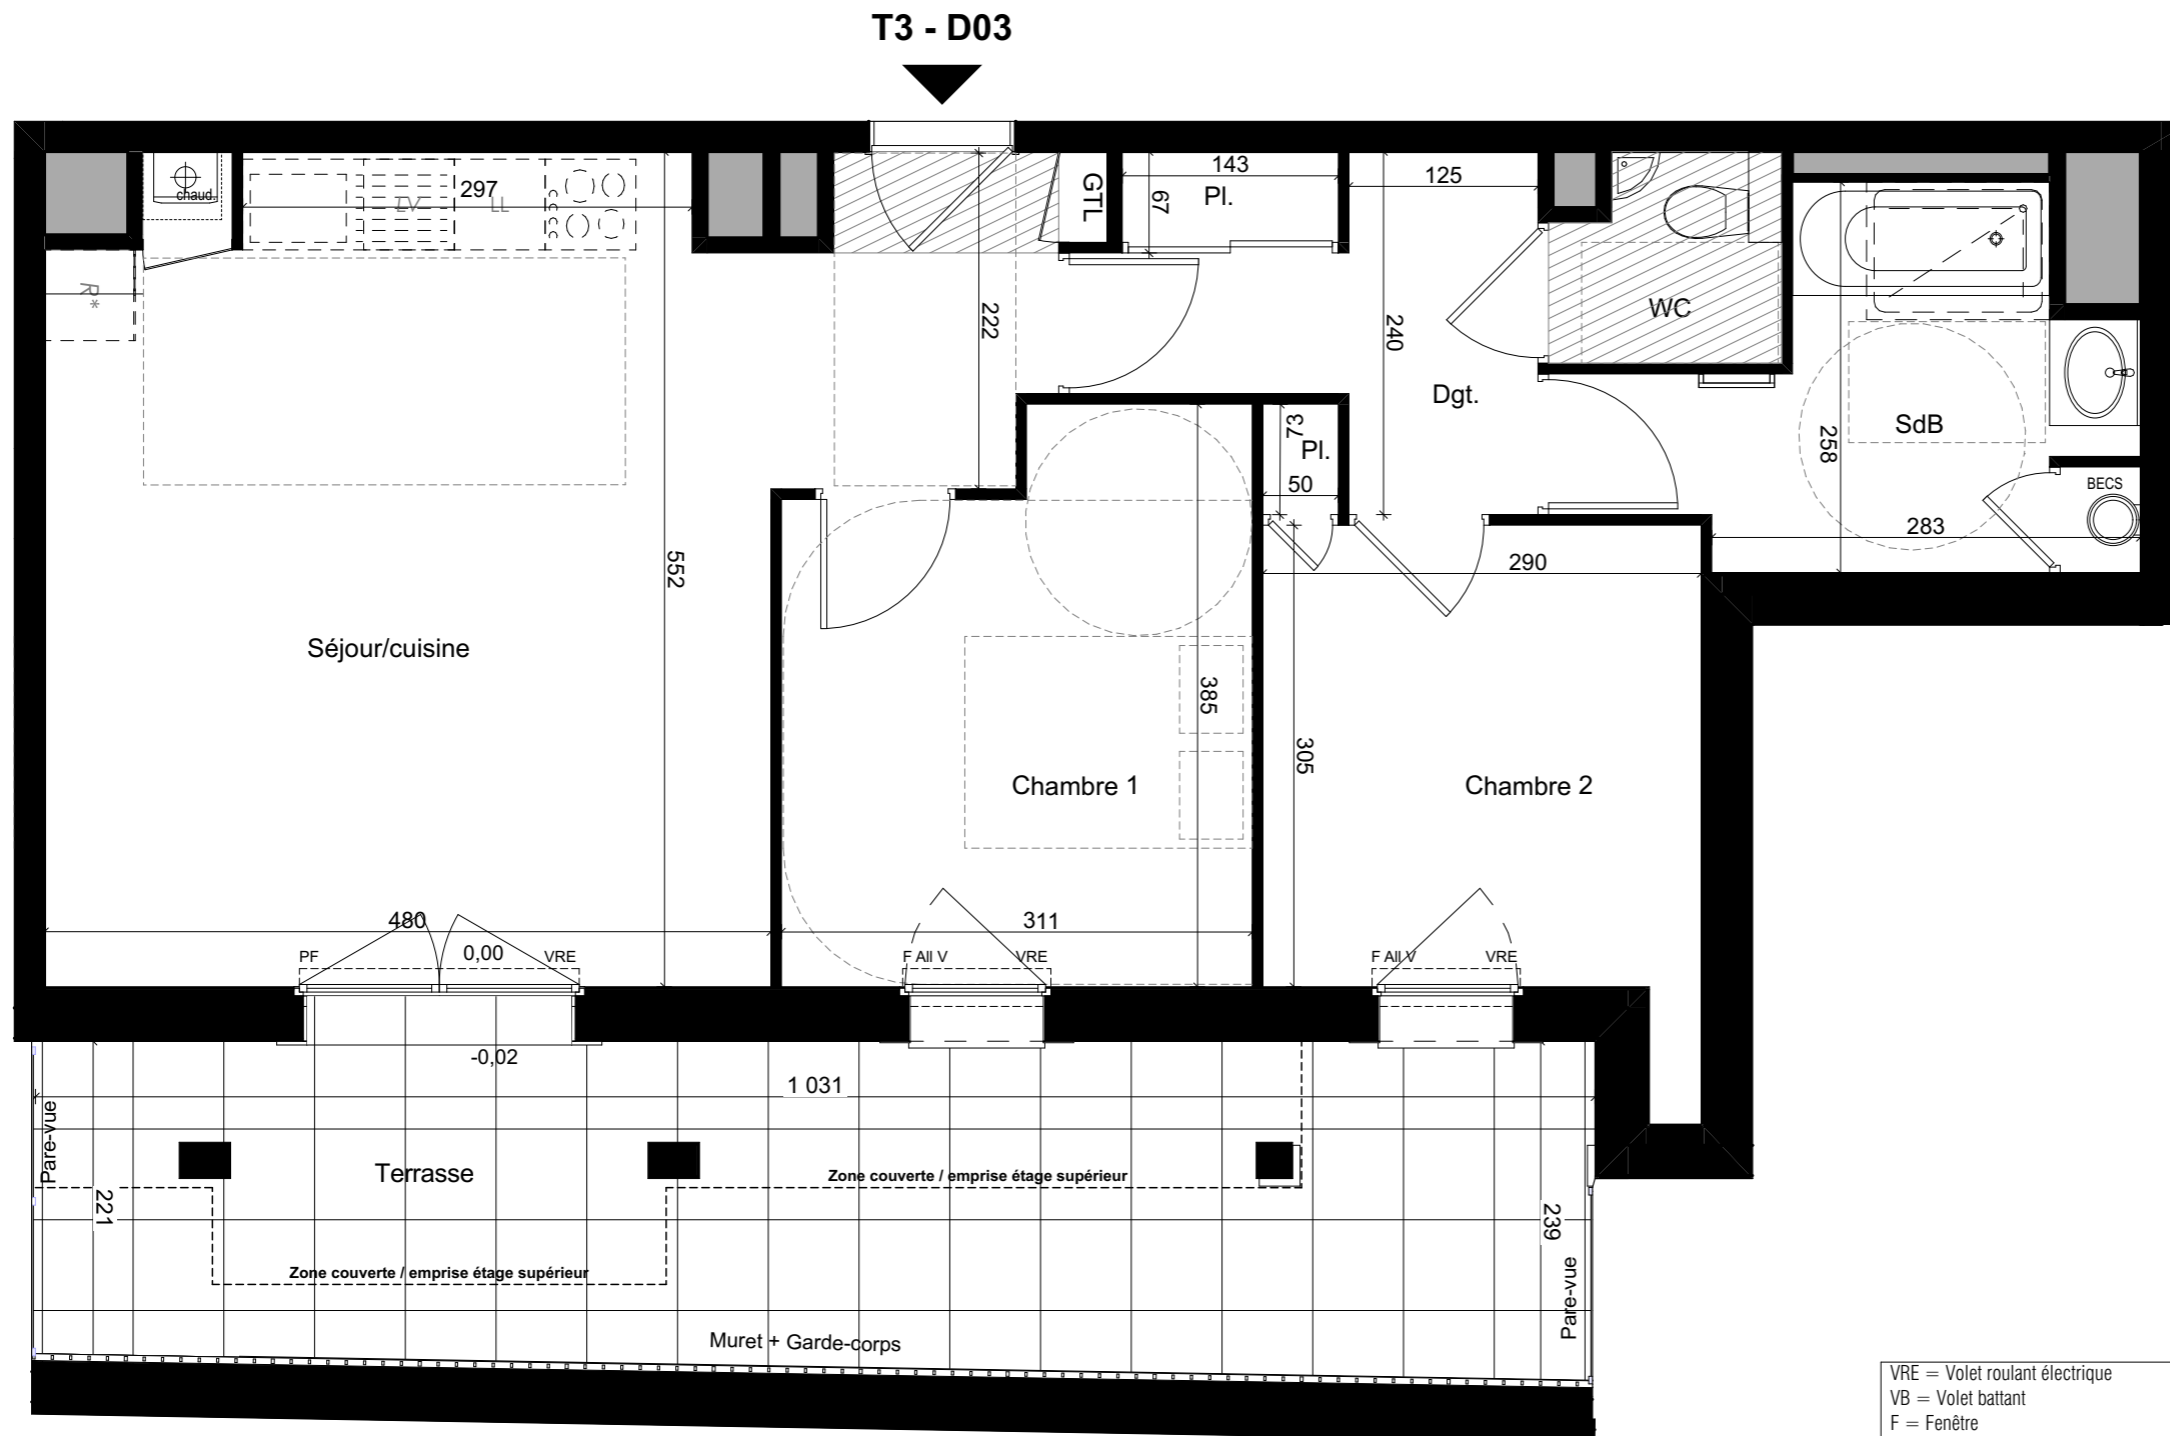 T3 - D03
chaud.
297
LV
LL
GTL
143
67
Pl.
125
R*
222
240
WC
Dgt.
73
Pl.
50
258
SdB
BECS
283
552
290
Séjour/cuisine
385
305
Chambre 1
Chambre 2
480
311
PF
0,00
VRE
F All V
VRE
F All V
VRE
-0,02
1 031
Pare-vue
Terrasse
Zone couverte / emprise étage supérieur
221
239
Zone couverte / emprise étage supérieur
Pare-vue
Muret + Garde-corps
VRE = Volet roulant électrique
VB = Volet battant
F = Fenêtre